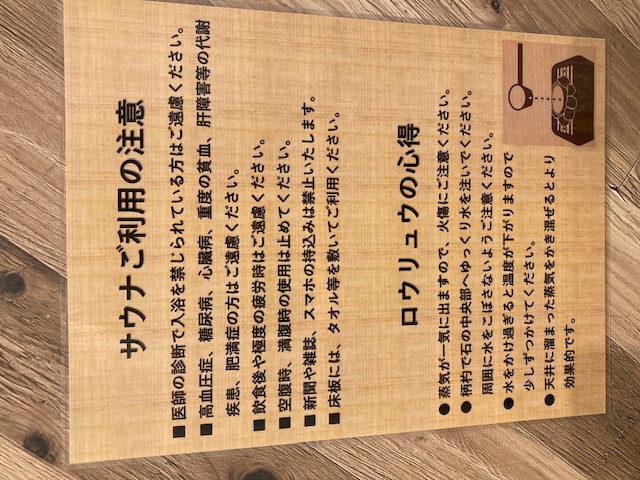 サウナご利用の注意
■医師の診断で入浴を禁じられている方はご遠慮ください。
■高血圧症、糖尿病、心臓病、重度の貧血、肝障害等の代謝
疾患、肥満症の方はご遠慮ください。
■飲食後や極度の疲労時はご遠慮ください。
■空腹時、満腹時の使用は止めてください。
■新聞や雑誌、スマホの持込みは禁止いたします。
■床板には、タオル等を敷いてご利用ください。
ロウリュウの心得
●蒸気が一気に出ますので、火傷にご注意ください。
●柄杓で石の中央部へゆっくり水を注いでください。
周囲に水をこぼさないようご注意ください。
●水をかけ過ぎると温度が下がりますので
少しずつかけてください。
●天井に溜まった蒸気をかき混ぜるとより
効果的です。